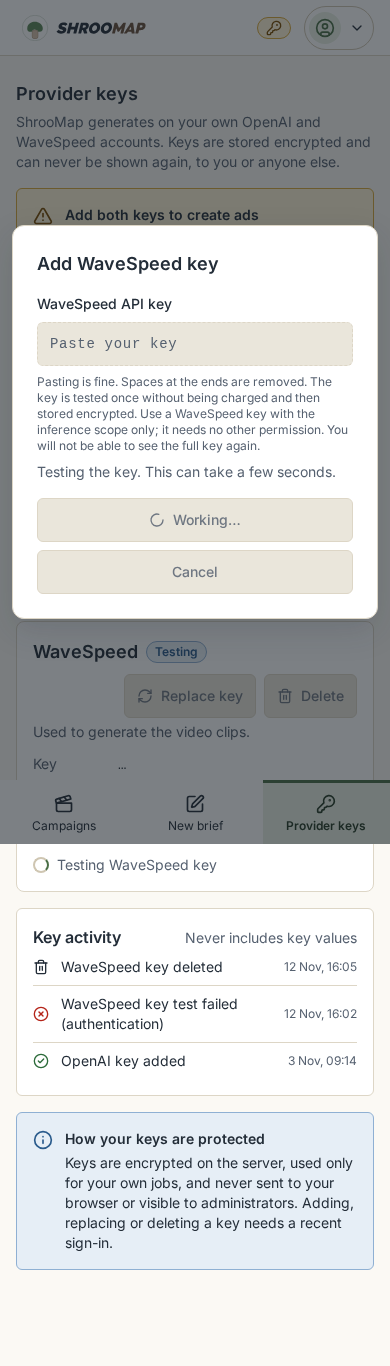 SHROOMAP
Provider keys
ShrooMap generates on your own OpenAI and
WaveSpeed accounts. Keys are stored encrypted and
can never be shown again, to you or anyone else.
Add both keys to create ads
Add WaveSpeed key
WaveSpeed API key
Paste your key
Pasting is fine. Spaces at the ends are removed. The
key is tested once without being charged and then
stored encrypted. Use a WaveSpeed key with the
inference scope only; it needs no other permission. You
will not be able to see the full key again.
Testing the key. This can take a few seconds.
Working…
Cancel
WaveSpeed Testing
Replace key Delete
Used to generate the video clips.
Key …
Campaigns New brief Provider keys
Testing WaveSpeed key
Key activity Never includes key values
WaveSpeed key deleted 12 Nov, 16:05
WaveSpeed key test failed 12 Nov, 16:02
(authentication)
OpenAI key added 3 Nov, 09:14
How your keys are protected
Keys are encrypted on the server, used only
for your own jobs, and never sent to your
browser or visible to administrators. Adding,
replacing or deleting a key needs a recent
sign-in.